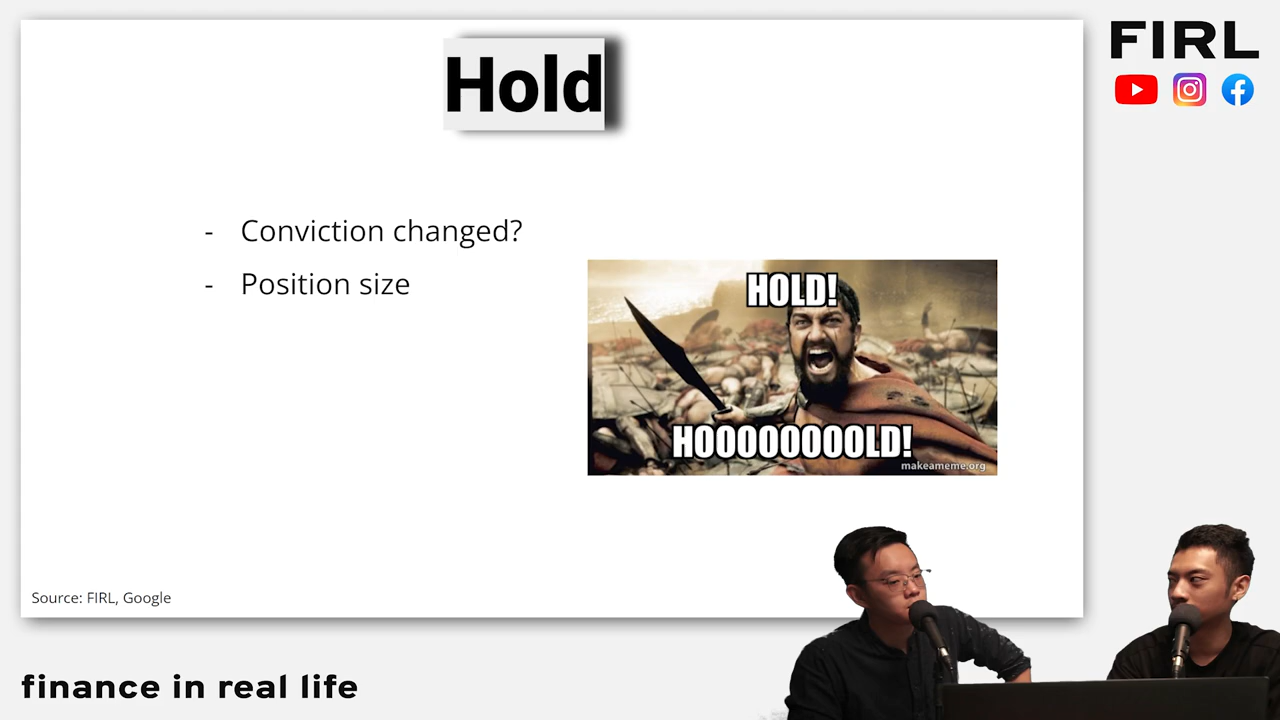 Hold
FIRL
- Conviction changed?
- Position size
HOLD!
HOOOOOOOOLD!
makeameme.org
Source: FIRL, Google
finance in real life